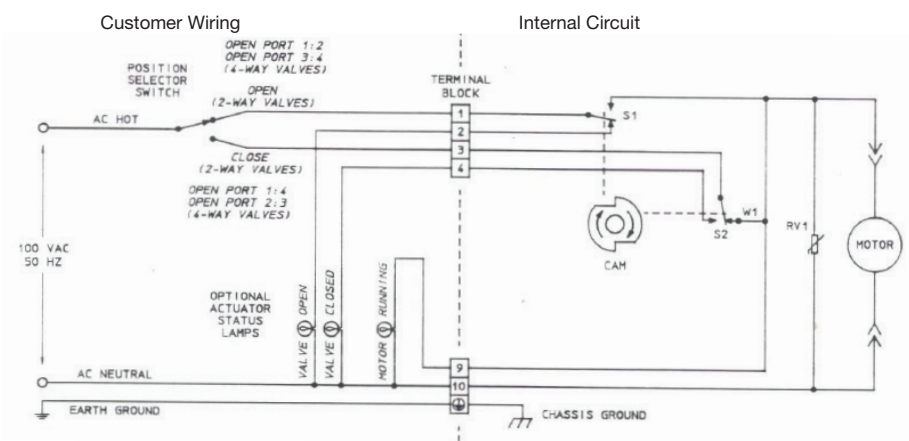 Customer Wiring
Internal Circuit
OPEN PORT 1:2
OPEN PORT 3:4
(4-WAY VALVES)
POSITION
SELECTOR
SWITCH
OPEN
(2-WAY VALVES)
TERMINAL
BLOCK
AC HOT
1
2
3
4
S1
CLOSE
(2-WAY VALVES)
OPEN PORT 1:4
OPEN PORT 2:3
(4-WAY VALVES)
W1
S2
CAM
RV1
MOTOR
100 VAC
50 HZ
OPTIONAL
ACTUATOR
STATUS
LAMPS
VALVE OPEN
VALVE CLOSED
MOTOR RUNNING
9
10
AC NEUTRAL
EARTH GROUND
CHASSIS GROUND